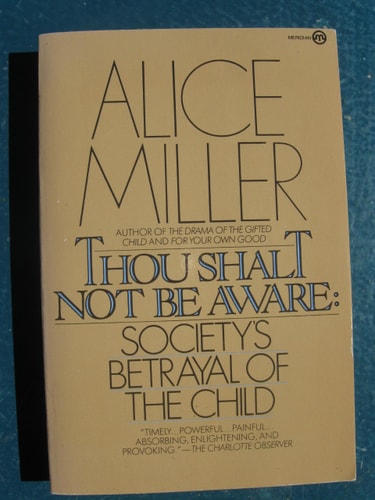 MERIDIAN
ALICE
MILLER
AUTHOR OF THE DRAMA OF THE GIFTED
CHILD AND FOR YOUR OWN GOOD
THOU SHALT
NOT BE AWARE:
SOCIETY'S
BETRAYAL OF
THE CHILD
"TIMELY... POWERFUL... PAINFUL...
ABSORBING, ENLIGHTENING, AND
PROVOKING."—THE CHARLOTTE OBSERVER